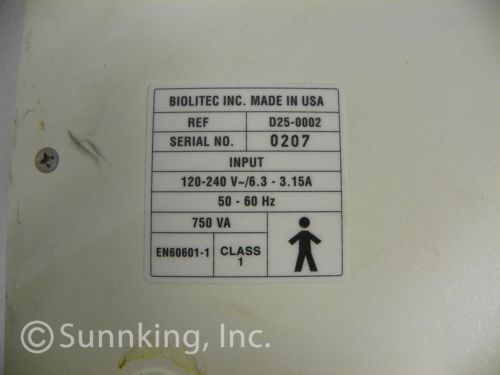 BIOLITEC INC. MADE IN USA
REF D25-0002
SERIAL NO. 0207
INPUT
120-240 V~/6.3 - 3.15A
50 - 60 Hz
750 VA
EN60601-1 CLASS 1
© Sunnking, Inc.